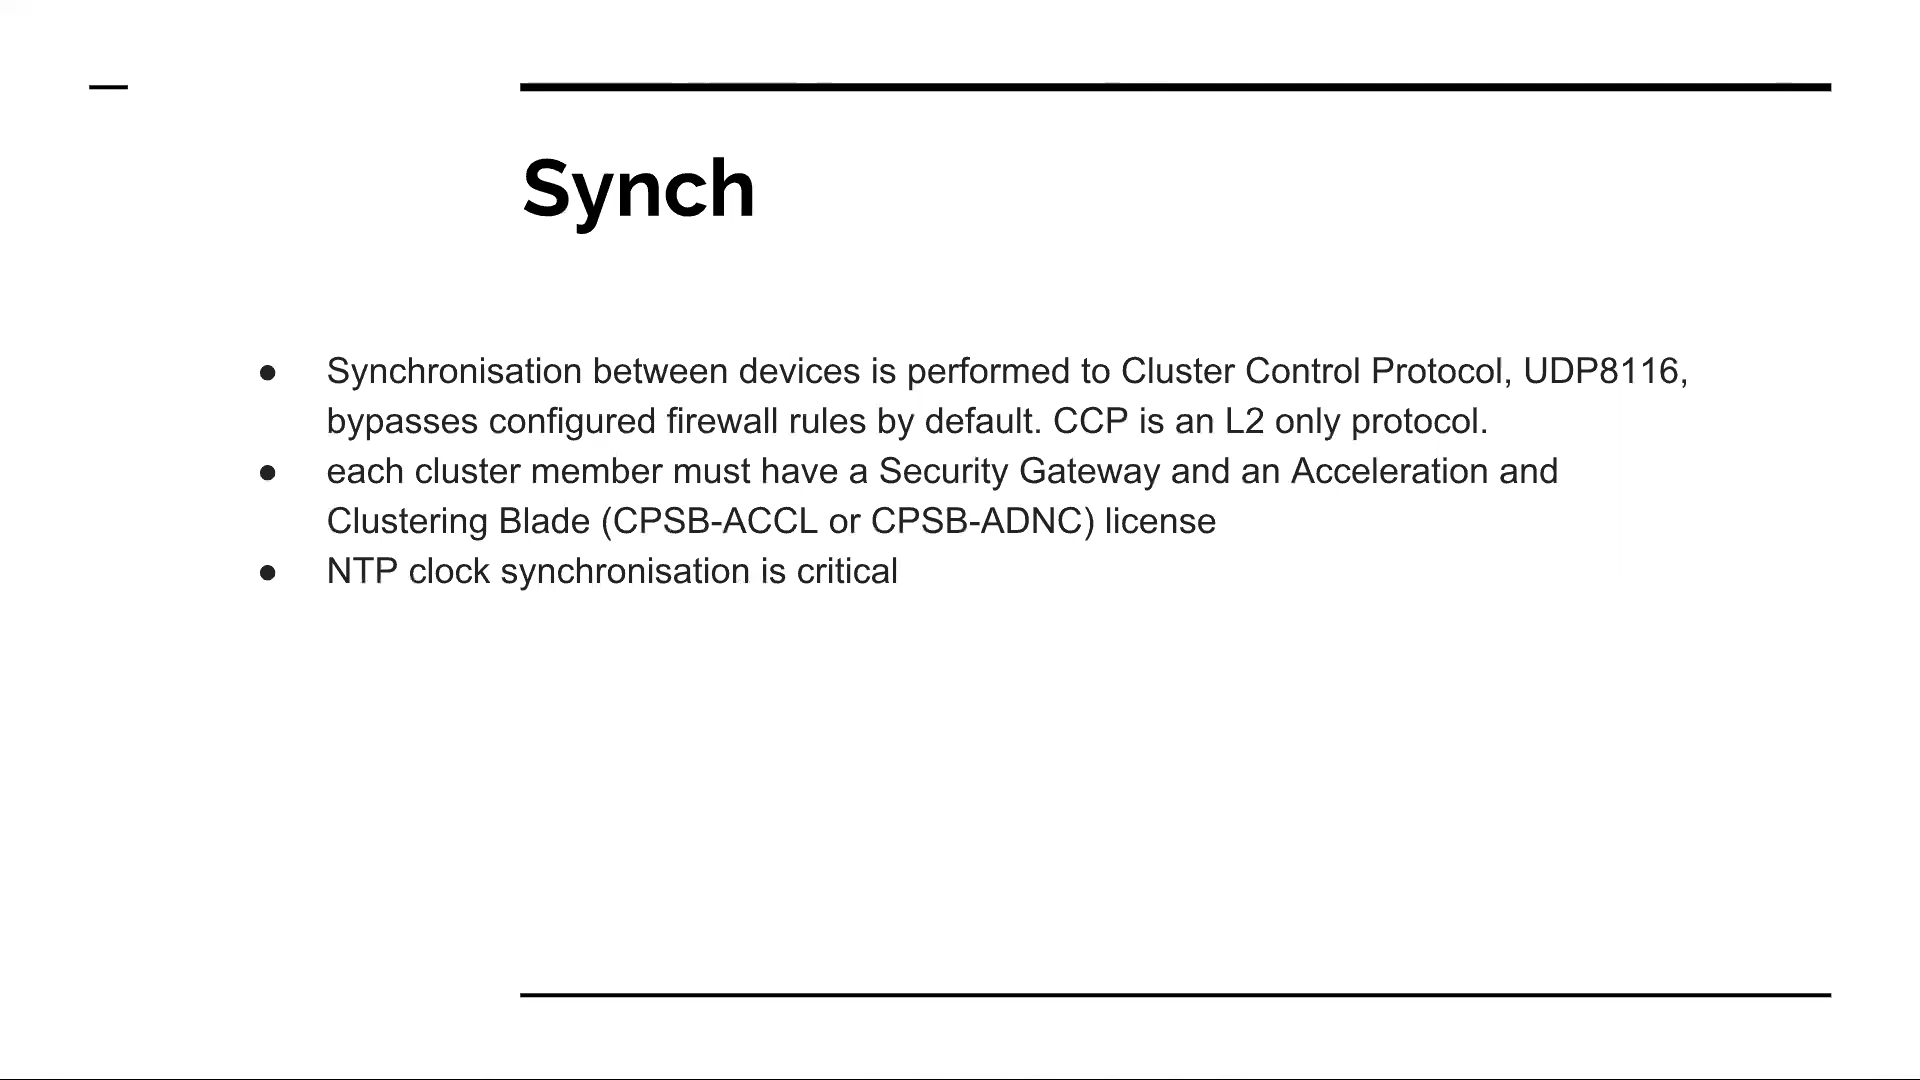 Synch
● Synchronisation between devices is performed to Cluster Control Protocol, UDP8116,
bypasses configured firewall rules by default. CCP is an L2 only protocol.
● each cluster member must have a Security Gateway and an Acceleration and
Clustering Blade (CPSB-ACCL or CPSB-ADNC) license
● NTP clock synchronisation is critical